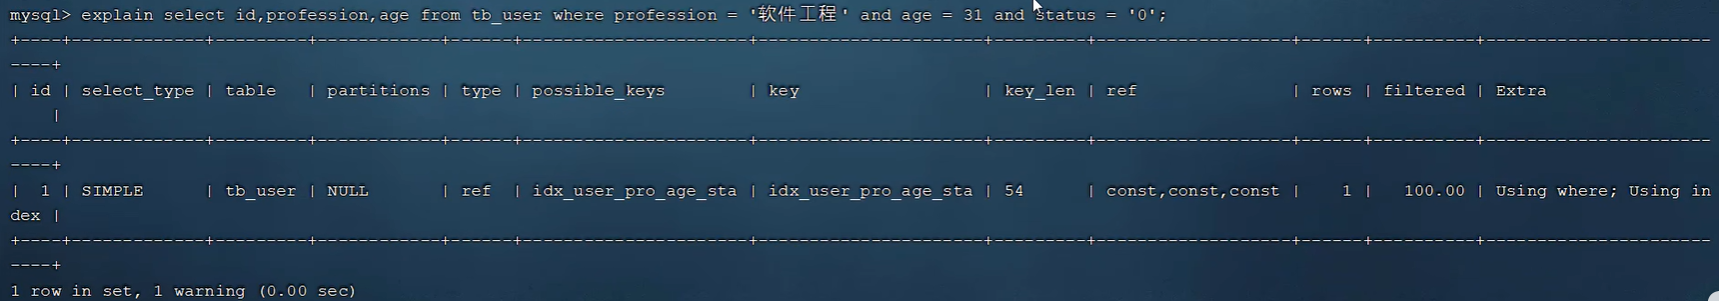 mysql> explain select id,profession,age from tb_user where profession = '软件工程' and age = 31 and status = '0';
+----+-------------+---------+------------+------+----------------------+----------------------+---------+-------------------+------+----------+----------------------
----+
| id | select_type | table   | partitions | type | possible_keys        | key                  | key_len | ref               | rows | filtered | Extra
    |
+----+-------------+---------+------------+------+----------------------+----------------------+---------+-------------------+------+----------+----------------------
----+
|  1 | SIMPLE      | tb_user | NULL       | ref  | idx_user_pro_age_sta | idx_user_pro_age_sta | 54      | const,const,const |    1 |   100.00 | Using where; Using in
dex |
+----+-------------+---------+------------+------+----------------------+----------------------+---------+-------------------+------+----------+----------------------
----+
1 row in set, 1 warning (0.00 sec)